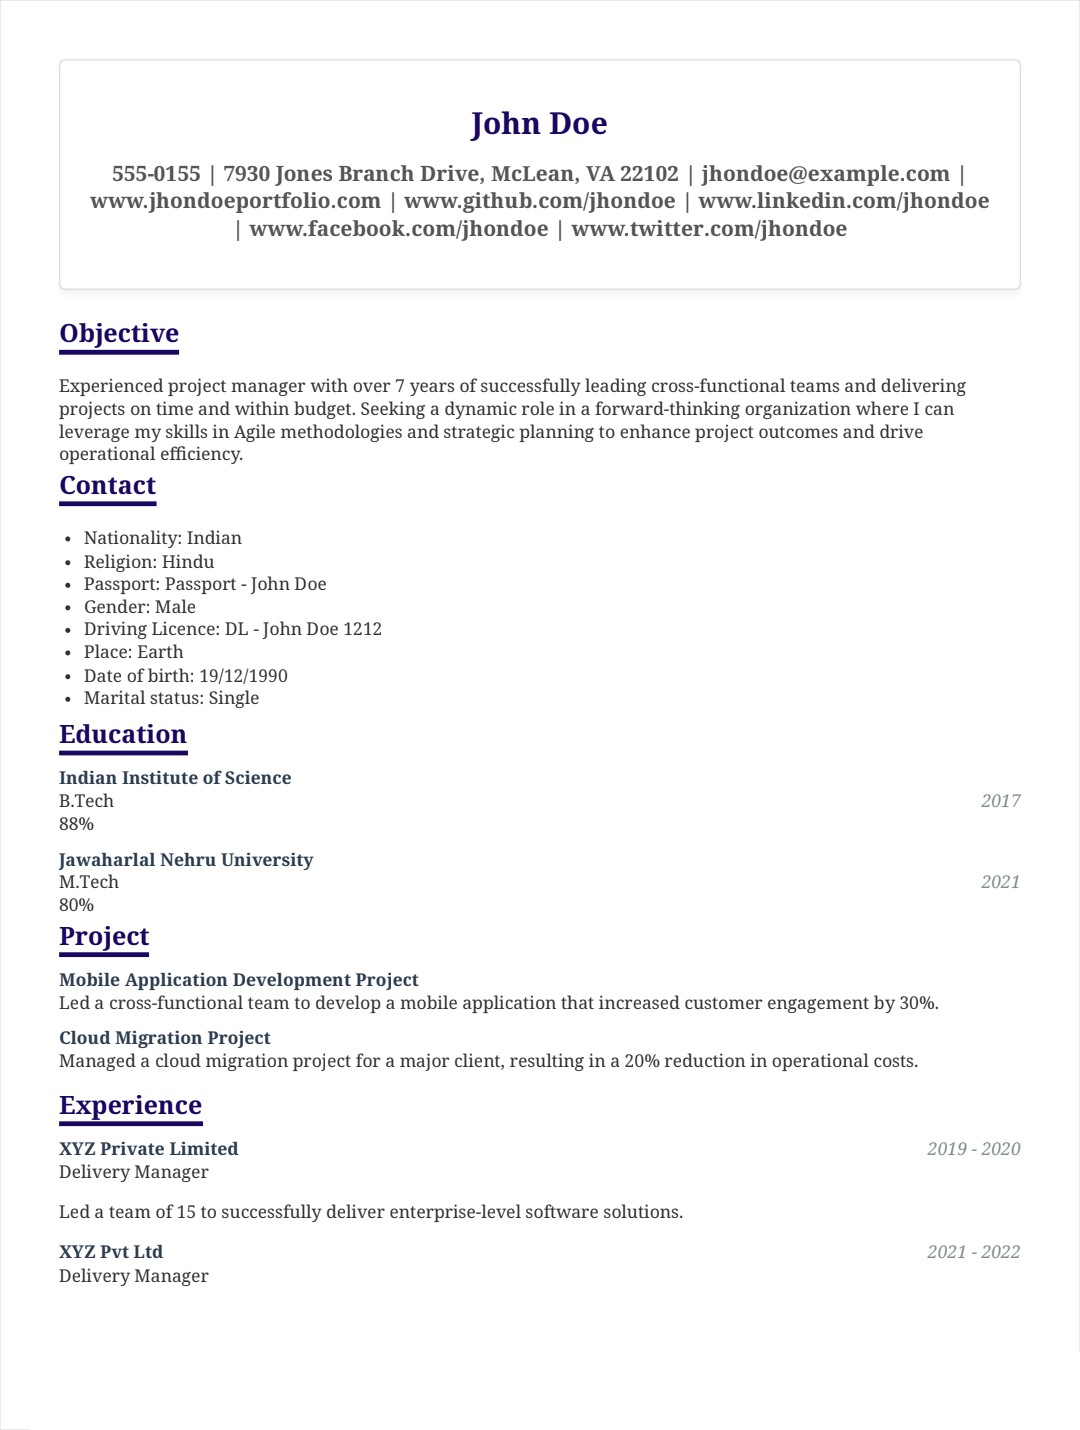 John Doe
555-0155 | 7930 Jones Branch Drive, McLean, VA 22102 | jhondoe@example.com |
www.jhondoeportfolio.com | www.github.com/jhondoe | www.linkedin.com/jhondoe
| www.facebook.com/jhondoe | www.twitter.com/jhondoe
Objective
Experienced project manager with over 7 years of successfully leading cross-functional teams and delivering
projects on time and within budget. Seeking a dynamic role in a forward-thinking organization where I can
leverage my skills in Agile methodologies and strategic planning to enhance project outcomes and drive
operational efficiency.
Contact
• Nationality: Indian
• Religion: Hindu
• Passport: Passport - John Doe
• Gender: Male
• Driving Licence: DL - John Doe 1212
• Place: Earth
• Date of birth: 19/12/1990
• Marital status: Single
Education
Indian Institute of Science
B.Tech 2017
88%
Jawaharlal Nehru University
M.Tech 2021
80%
Project
Mobile Application Development Project
Led a cross-functional team to develop a mobile application that increased customer engagement by 30%.
Cloud Migration Project
Managed a cloud migration project for a major client, resulting in a 20% reduction in operational costs.
Experience
XYZ Private Limited 2019 - 2020
Delivery Manager
Led a team of 15 to successfully deliver enterprise-level software solutions.
XYZ Pvt Ltd 2021 - 2022
Delivery Manager